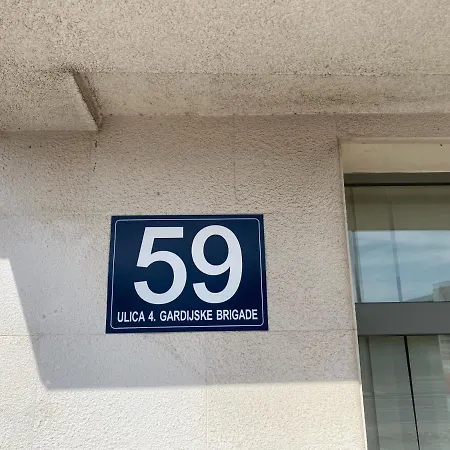 59
ULICA 4. GARDIJSKE BRIGADE